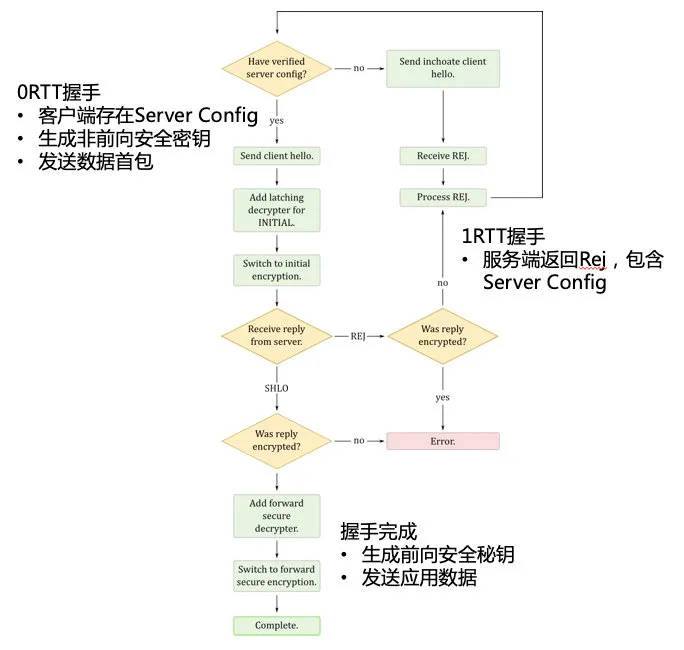 Have verified
server config?
no
Send inchoate client
hello.
0RTT握手
• 客户端存在Server Config
• 生成非前向安全密钥
• 发送数据首包
yes
Send client hello.
Receive REJ.
Add latching
decrypter for
INITIAL.
Process REJ.
1RTT握手
• 服务端返回Rej，包含
Server Config
Switch to initial
encryption.
no
Receive reply
from server.
REJ
Was reply
encrypted?
SHLO
yes
Was reply
encrypted?
no
Error.
Add forward
secure
decrypter.
握手完成
• 生成前向安全秘钥
• 发送应用数据
Switch to forward
secure encryption.
Complete.